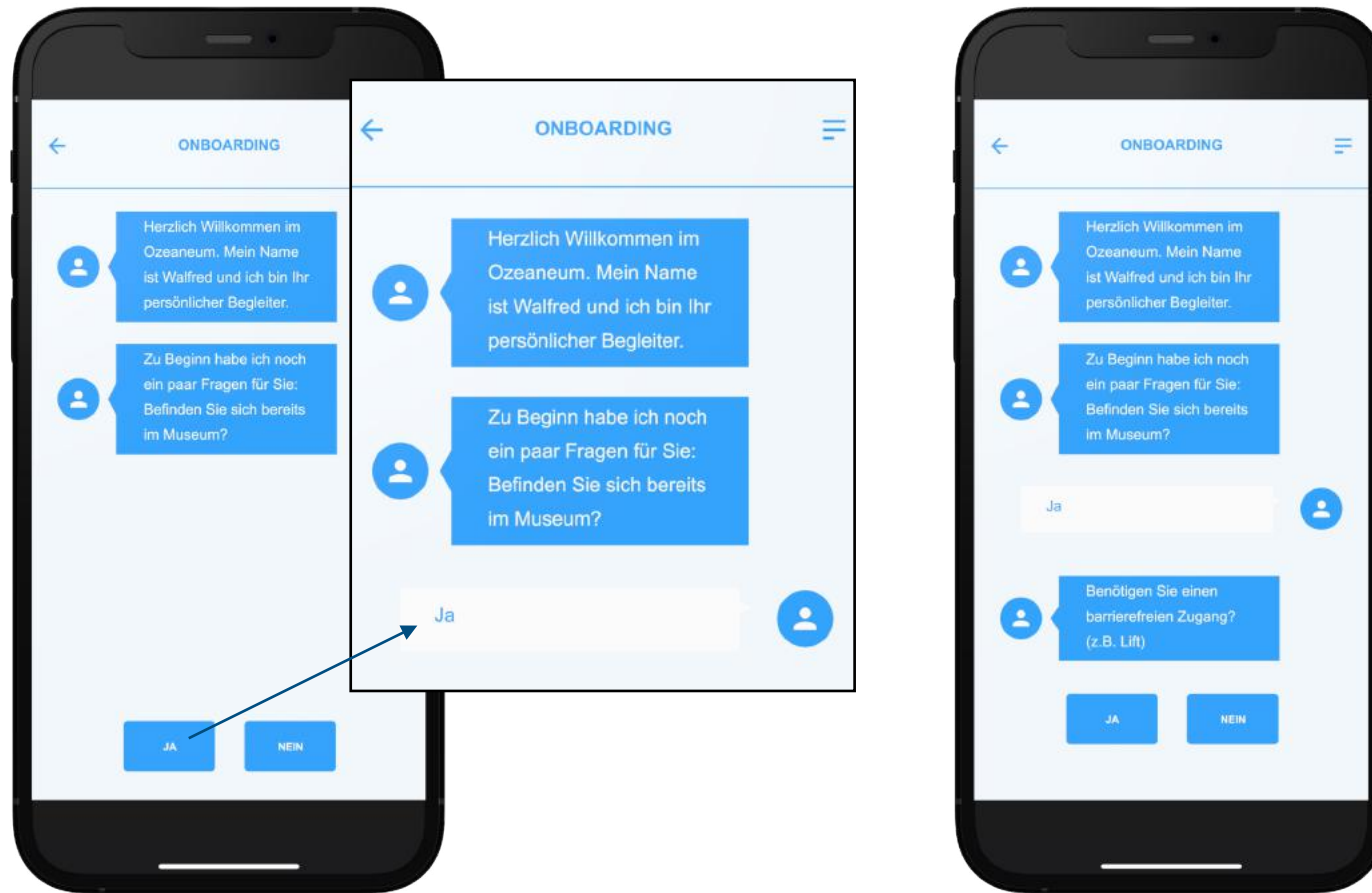 ONBOARDING
Herzlich Willkommen im
Ozeaneum. Mein Name
ist Walfred und ich bin Ihr
persönlicher Begleiter.
Zu Beginn habe ich noch
ein paar Fragen für Sie:
Befinden Sie sich bereits
im Museum?
JA
NEIN
ONBOARDING
Herzlich Willkommen im
Ozeaneum. Mein Name
ist Walfred und ich bin Ihr
persönlicher Begleiter.
Zu Beginn habe ich noch
ein paar Fragen für Sie:
Befinden Sie sich bereits
im Museum?
Ja
ONBOARDING
Herzlich Willkommen im
Ozeaneum. Mein Name
ist Walfred und ich bin Ihr
persönlicher Begleiter.
Zu Beginn habe ich noch
ein paar Fragen für Sie:
Befinden Sie sich bereits
im Museum?
Ja
Benötigen Sie einen
barrierefreien Zugang?
(z.B. Lift)
JA
NEIN